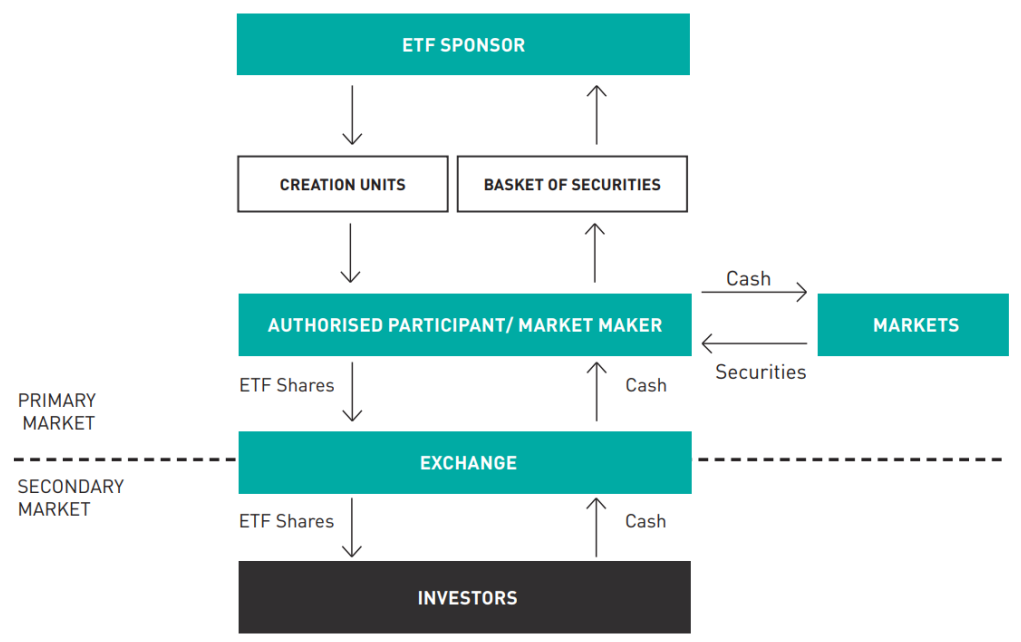 ETF SPONSOR
CREATION UNITS
BASKET OF SECURITIES
Cash
AUTHORISED PARTICIPANT/ MARKET MAKER
MARKETS
Securities
ETF Shares
Cash
PRIMARY
MARKET
EXCHANGE
SECONDARY
MARKET
ETF Shares
Cash
INVESTORS